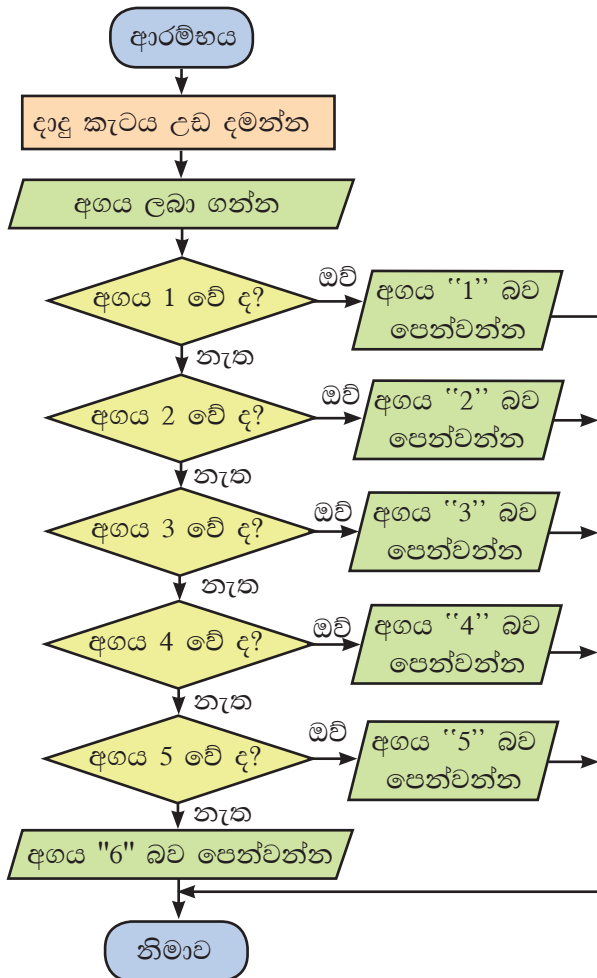 ආරම්භය
දාදු කැටය උඩ දමන්න
අගය ලබා ගන්න
අගය 1 වේ ද?
ඔව්
අගය “1” බව
පෙන්වන්න
නැත
අගය 2 වේ ද?
ඔව්
අගය “2” බව
පෙන්වන්න
නැත
අගය 3 වේ ද?
ඔව්
අගය “3” බව
පෙන්වන්න
නැත
අගය 4 වේ ද?
ඔව්
අගය “4” බව
පෙන්වන්න
නැත
අගය 5 වේ ද?
ඔව්
අගය “5” බව
පෙන්වන්න
නැත
අගය "6" බව පෙන්වන්න
නිමාව